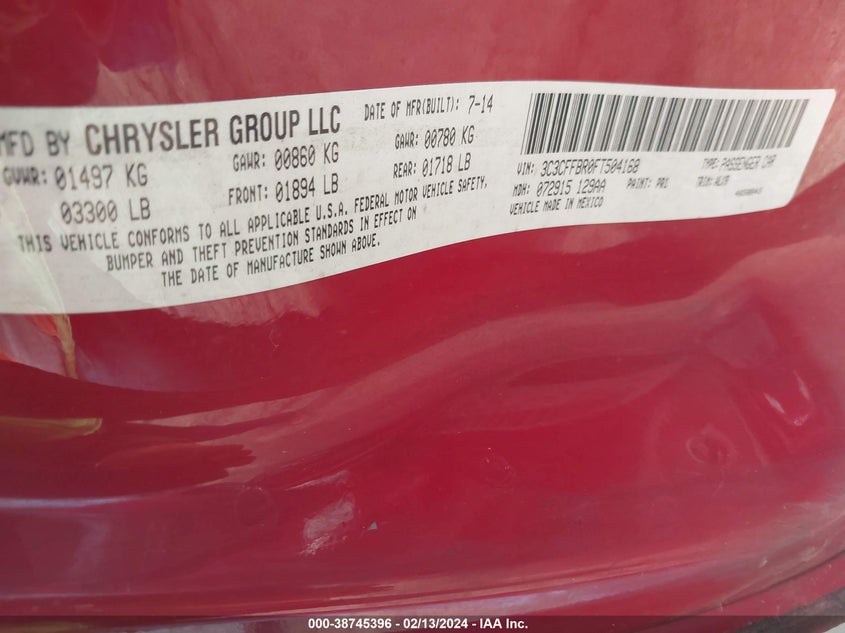 MFD BY CHRYSLER GROUP LLC
DATE OF MFR(BUILT): 7-14
GVWR: 01497 KG
GAWR: 00860 KG
GAWR: 00780 KG
03300 LB
FRONT: 01894 LB
REAR: 01718 LB
THIS VEHICLE CONFORMS TO ALL APPLICABLE U.S.A. FEDERAL MOTOR VEHICLE SAFETY,
BUMPER AND THEFT PREVENTION STANDARDS IN EFFECT ON
THE DATE OF MANUFACTURE SHOWN ABOVE.
VIN: 3C3CFFBR0FT504168
TYPE: PASSENGER CAR
MDH: 072915 129AA
PAINT: PR1
TRIM:
VEHICLE MADE IN MEXICO
000-38745396 - 02/13/2024 - IAA Inc.